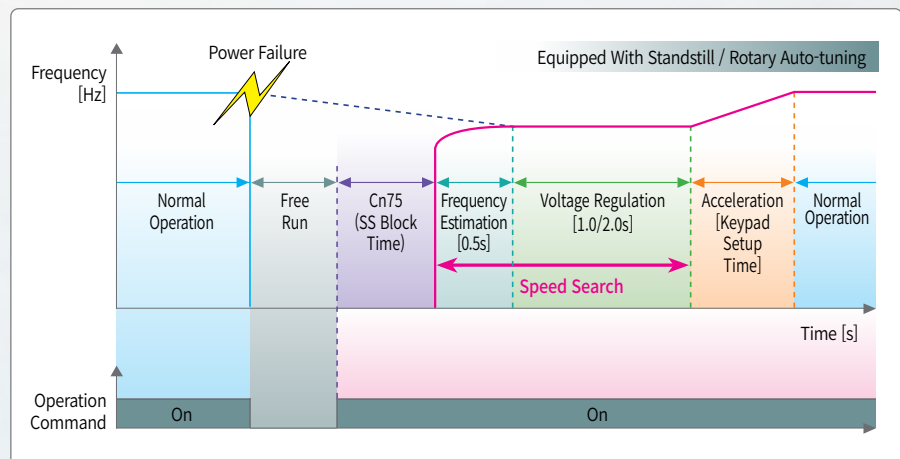 Power Failure
Equipped With Standstill / Rotary Auto-tuning
Frequency
[Hz]
Normal
Operation
Free
Run
Cn75
(SS Block
Time)
Frequency
Estimation
[0.5s]
Voltage Regulation
[1.0/2.0s]
Acceleration
[Keypad
Setup
Time]
Normal
Operation
Speed Search
Time [s]
Operation
Command
On
On